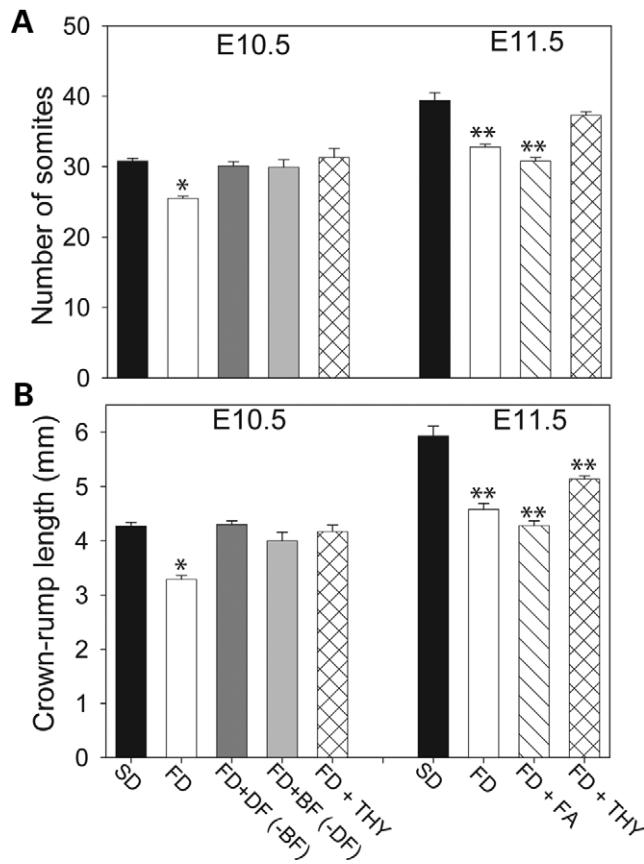 A
50
40
30
20
10
0
Number of somites
E10.5
E11.5
*
**
**
B
6
5
4
3
2
1
0
Crown-rump length (mm)
E10.5
E11.5
*
**
**
**
SD
FD
FD+DF (-BF)
FD+BF (-DF)
FD + THY
SD
FD
FD + FA
FD + THY